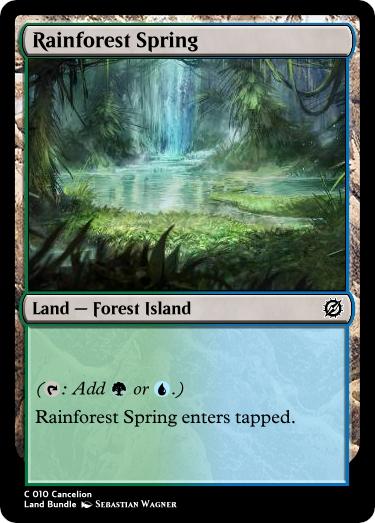 Rainforest Spring
Land — Forest Island
(: Add or .)
Rainforest Spring enters tapped.
C 010 Cancelion
Land Bundle Sebastian Wagner